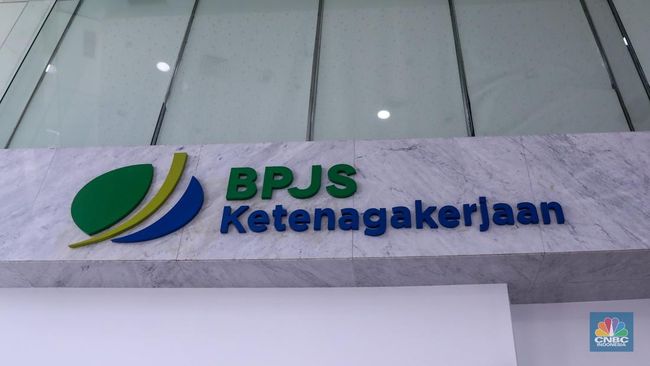 BPJS
Ketenagakerjaan
CNBC
INDONESIA